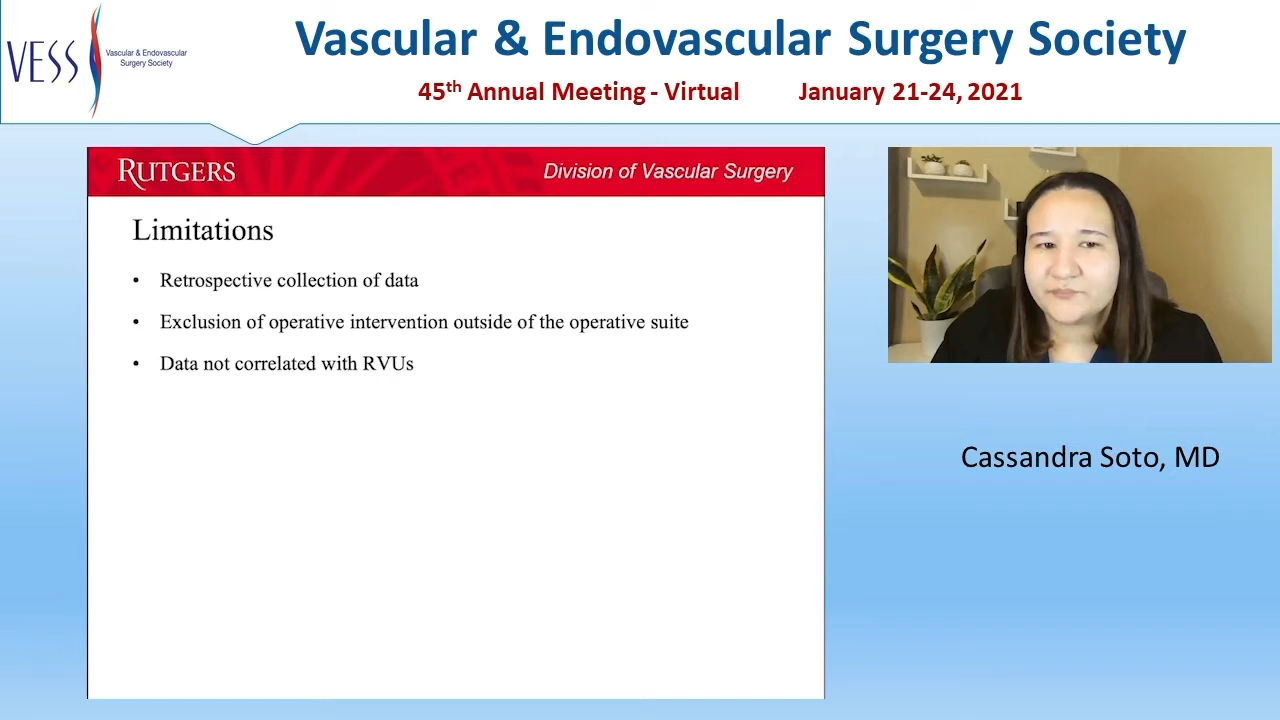 VESS
Vascular & Endovascular
Surgery Society
Vascular & Endovascular Surgery Society
45th Annual Meeting - Virtual January 21-24, 2021
RUTGERS
Division of Vascular Surgery
Limitations
• Retrospective collection of data
• Exclusion of operative intervention outside of the operative suite
• Data not correlated with RVUs
Cassandra Soto, MD